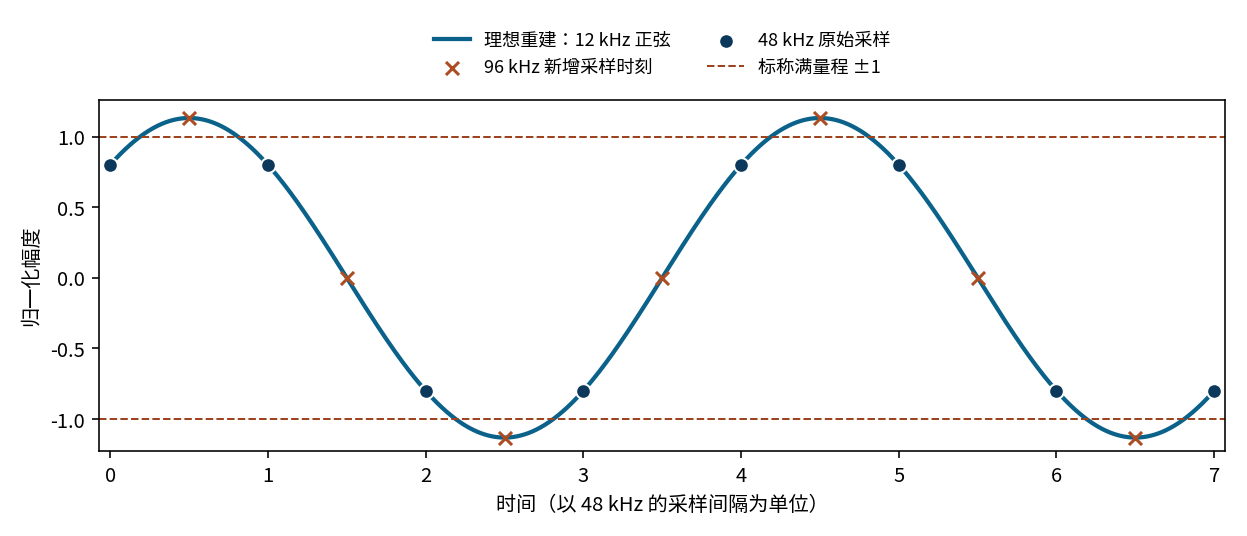 理想重建：12 kHz 正弦
48 kHz 原始采样
96 kHz 新增采样时刻
标称满量程 ±1
归一化幅度
1.0
0.5
0.0
-0.5
-1.0
0 1 2 3 4 5 6 7
时间（以 48 kHz 的采样间隔为单位）